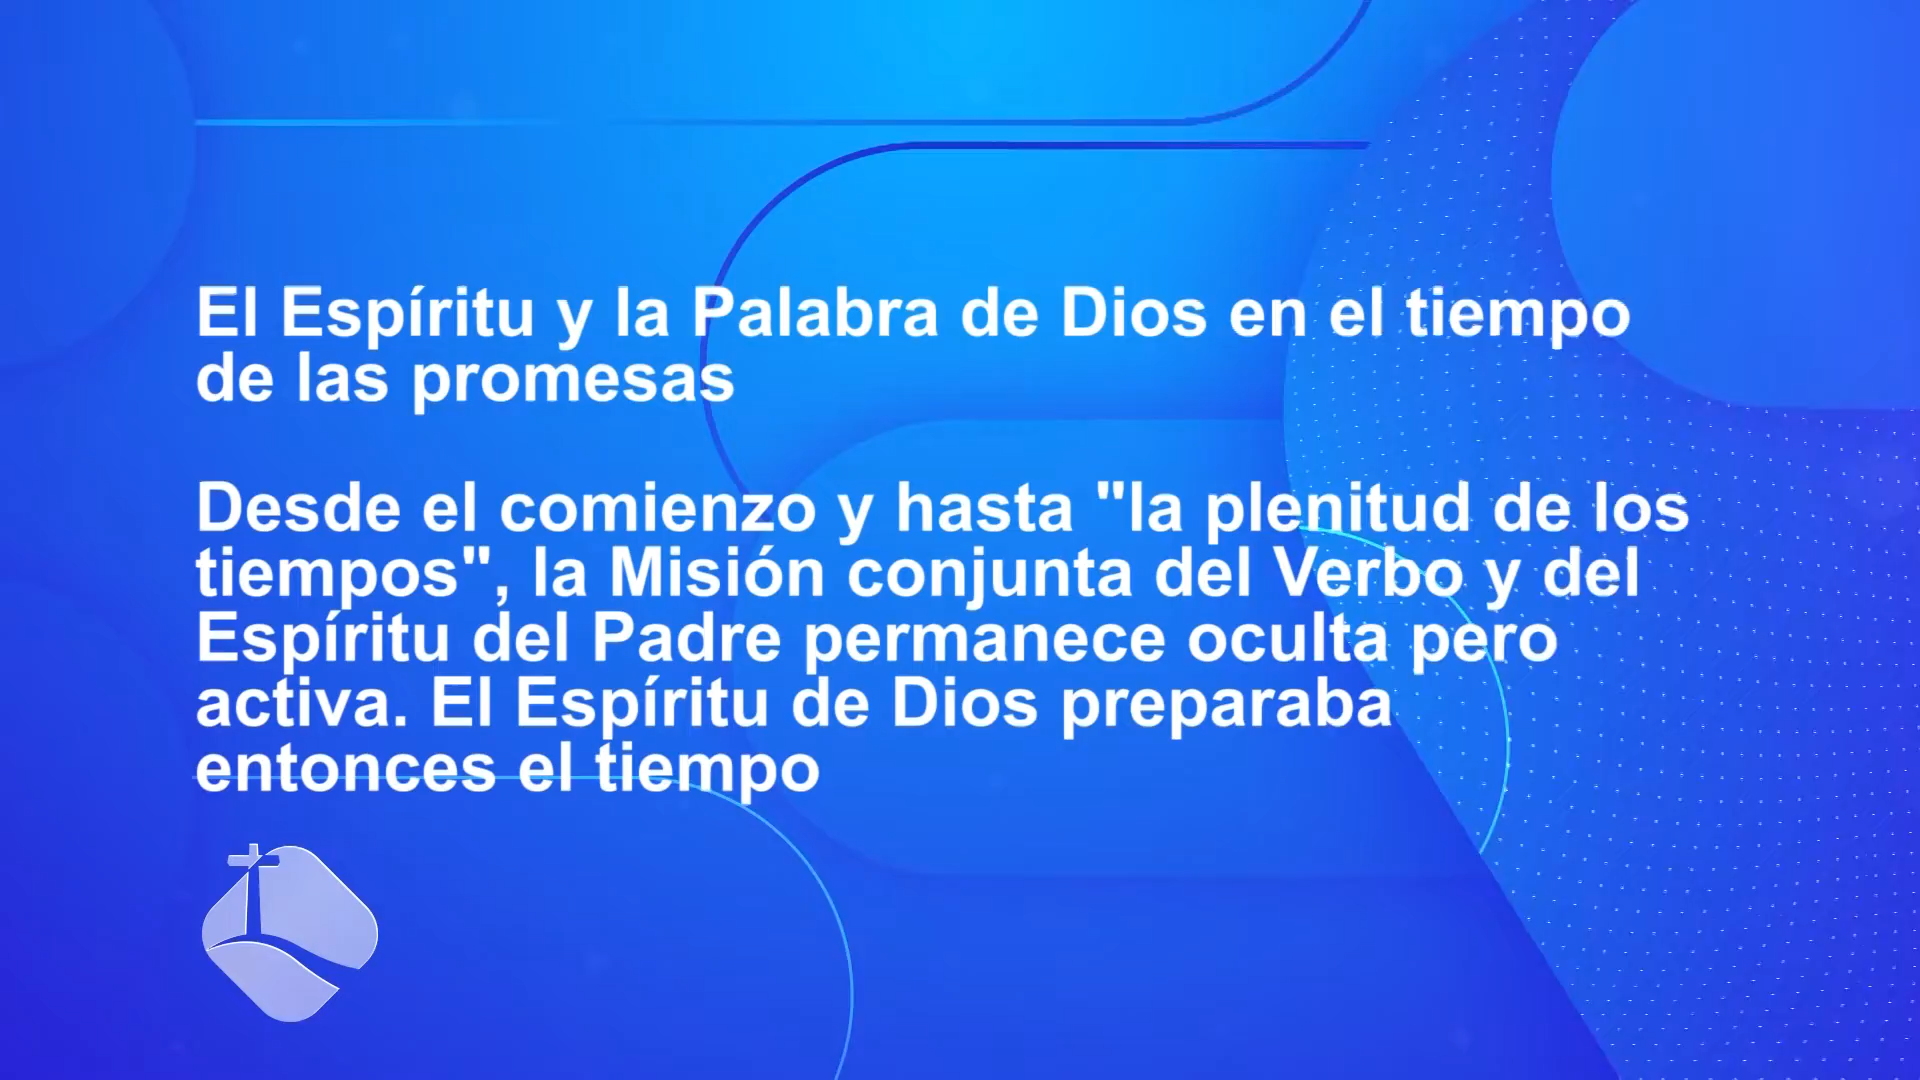 El Espíritu y la Palabra de Dios en el tiempo
de las promesas
Desde el comienzo y hasta "la plenitud de los
tiempos", la Misión conjunta del Verbo y del
Espíritu del Padre permanece oculta pero
activa. El Espíritu de Dios preparaba
entonces el tiempo